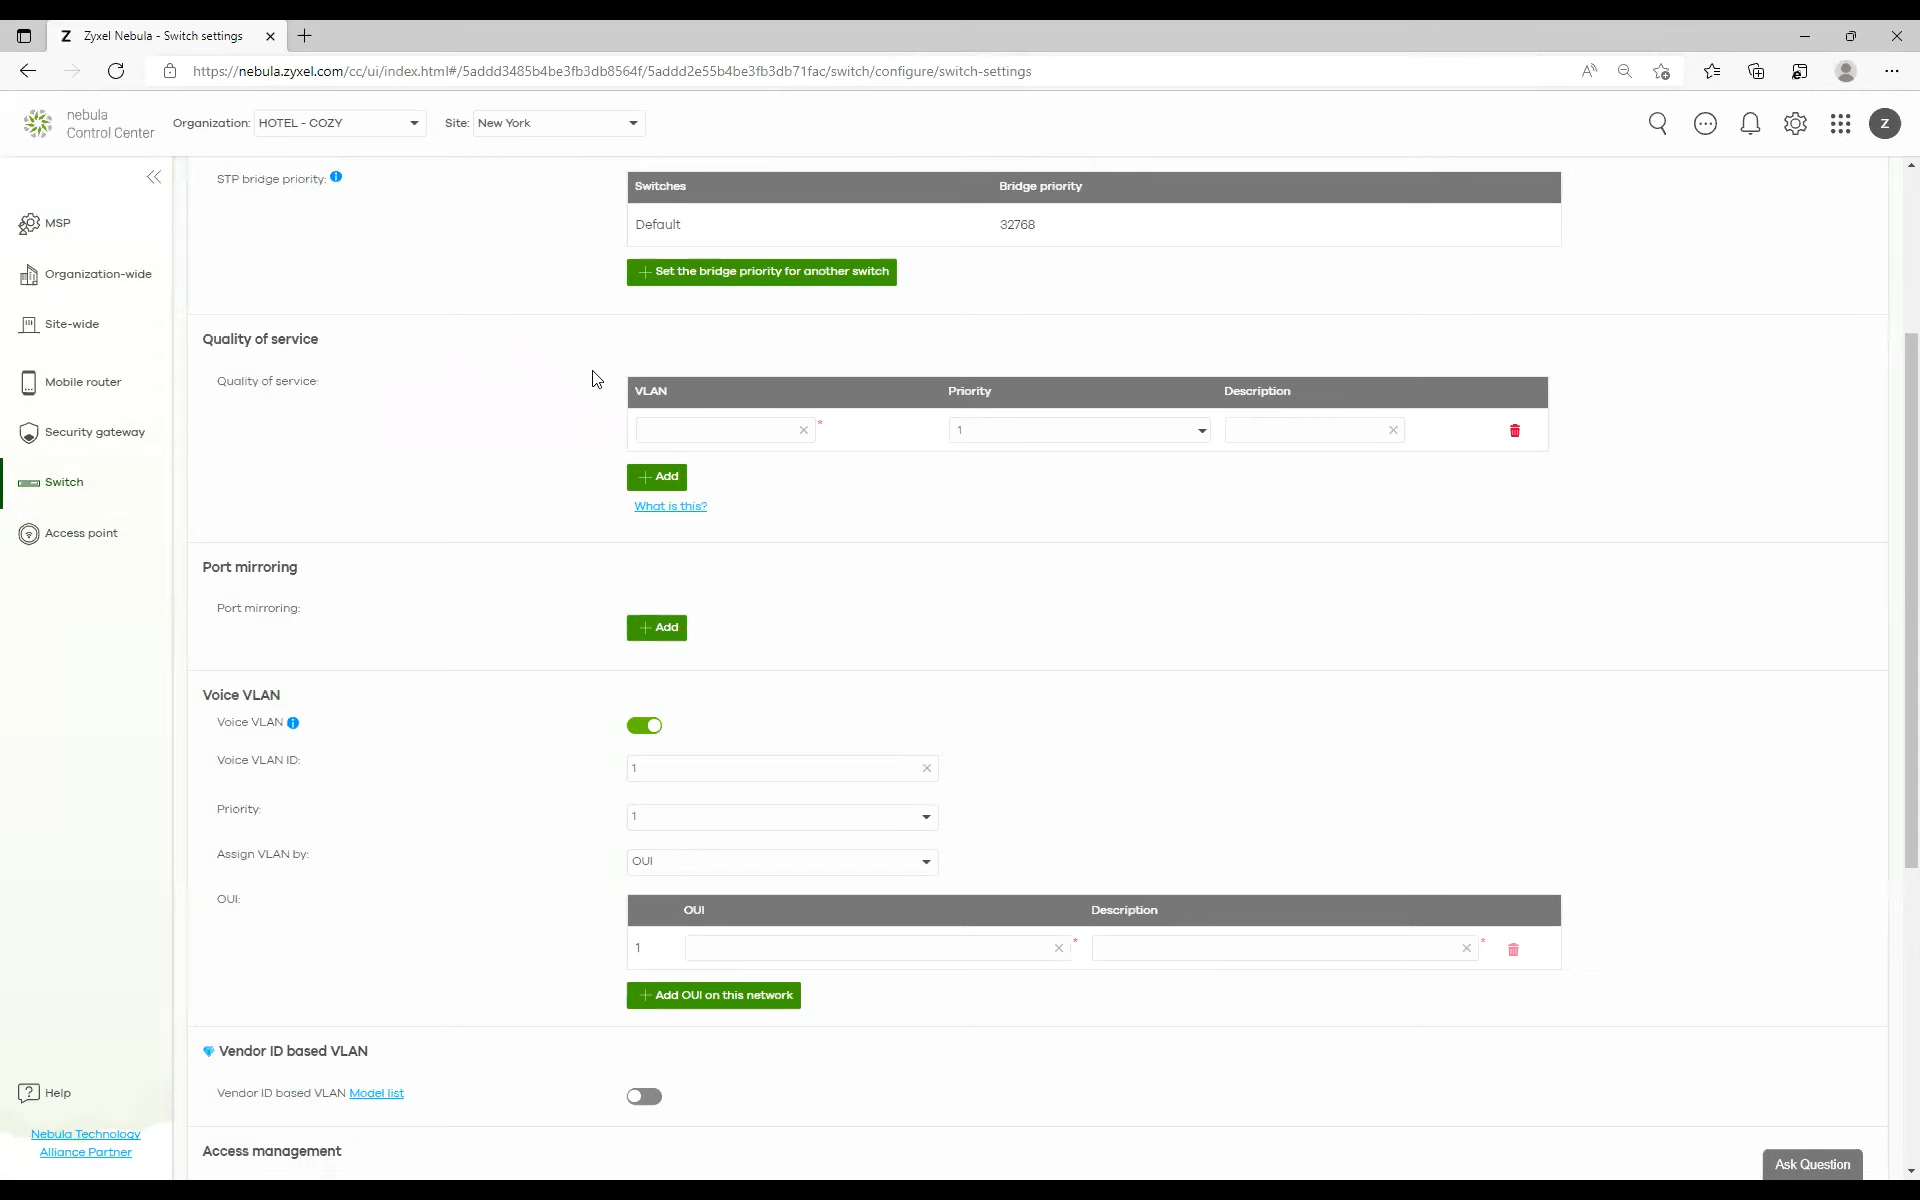 Zyxel Nebula - Switch settings
https://nebula.zyxel.com/cc/ui/index.html#/5addd3485b4be3fb3db8564f/5addd2e55b4be3fb3db71fac/switch/configure/switch-settings
nebula
Control Center
Organization: HOTEL - COZY
Site: New York
Z
MSP
Organization-wide
Site-wide
Mobile router
Security gateway
Switch
Access point
Help
Nebula Technology
Alliance Partner
STP bridge priority:
Switches Bridge priority
Default 32768
Set the bridge priority for another switch
Quality of service
Quality of service:
VLAN Priority Description
* 1
Add
What is this?
Port mirroring
Port mirroring:
Add
Voice VLAN
Voice VLAN
Voice VLAN ID:
1
Priority:
1
Assign VLAN by:
OUI
OUI:
OUI Description
1 * *
Add OUI on this network
Vendor ID based VLAN
Vendor ID based VLAN Model list
Access management
Ask Question